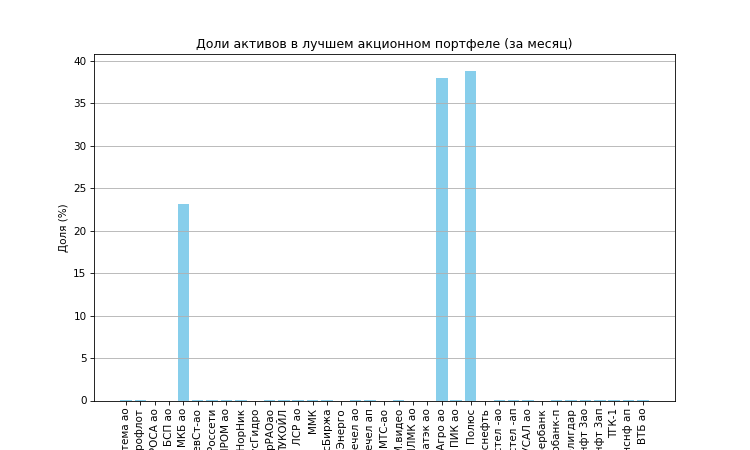 Доли активов в лучшем акционном портфеле (за месяц)
Доля (%)
40
35
30
25
20
15
10
5
0
тема ао
рофлот
РОСА ао
БСП ао
МКБ ао
евСт-ао
Россети
ПРОМ ао
НорНик
сГидро
рРАОао
ЛУКОЙЛ
ЛСР ао
ММК
сБиржа
Энерго
ечел ао
ечел ап
МТС-ао
М.видео
ЛМК ао
атэк ао
Агро ао
ПИК ао
Полюс
снефть
стел -ао
стел -ап
УСАЛ ао
ербанк
рбанк-п
лигдар
нфт 3ао
нфт 3ап
ТГК-1
нснф ап
ВТБ ао